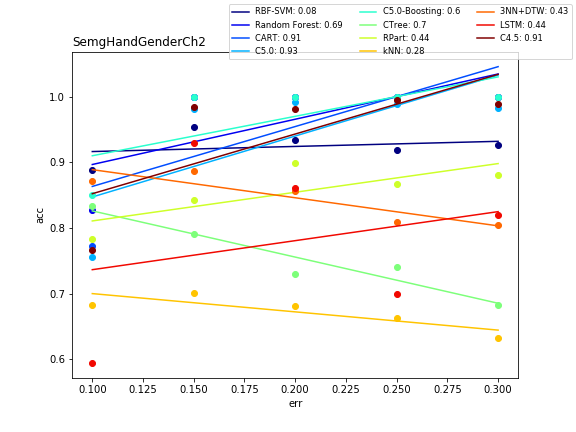 RBF-SVM: 0.08
Random Forest: 0.69
CART: 0.91
C5.0: 0.93
C5.0-Boosting: 0.6
CTree: 0.7
RPart: 0.44
kNN: 0.28
3NN+DTW: 0.43
LSTM: 0.44
C4.5: 0.91
SemgHandGenderCh2
1.0
0.9
0.8
0.7
0.6
acc
0.100 0.125 0.150 0.175 0.200 0.225 0.250 0.275 0.300
err